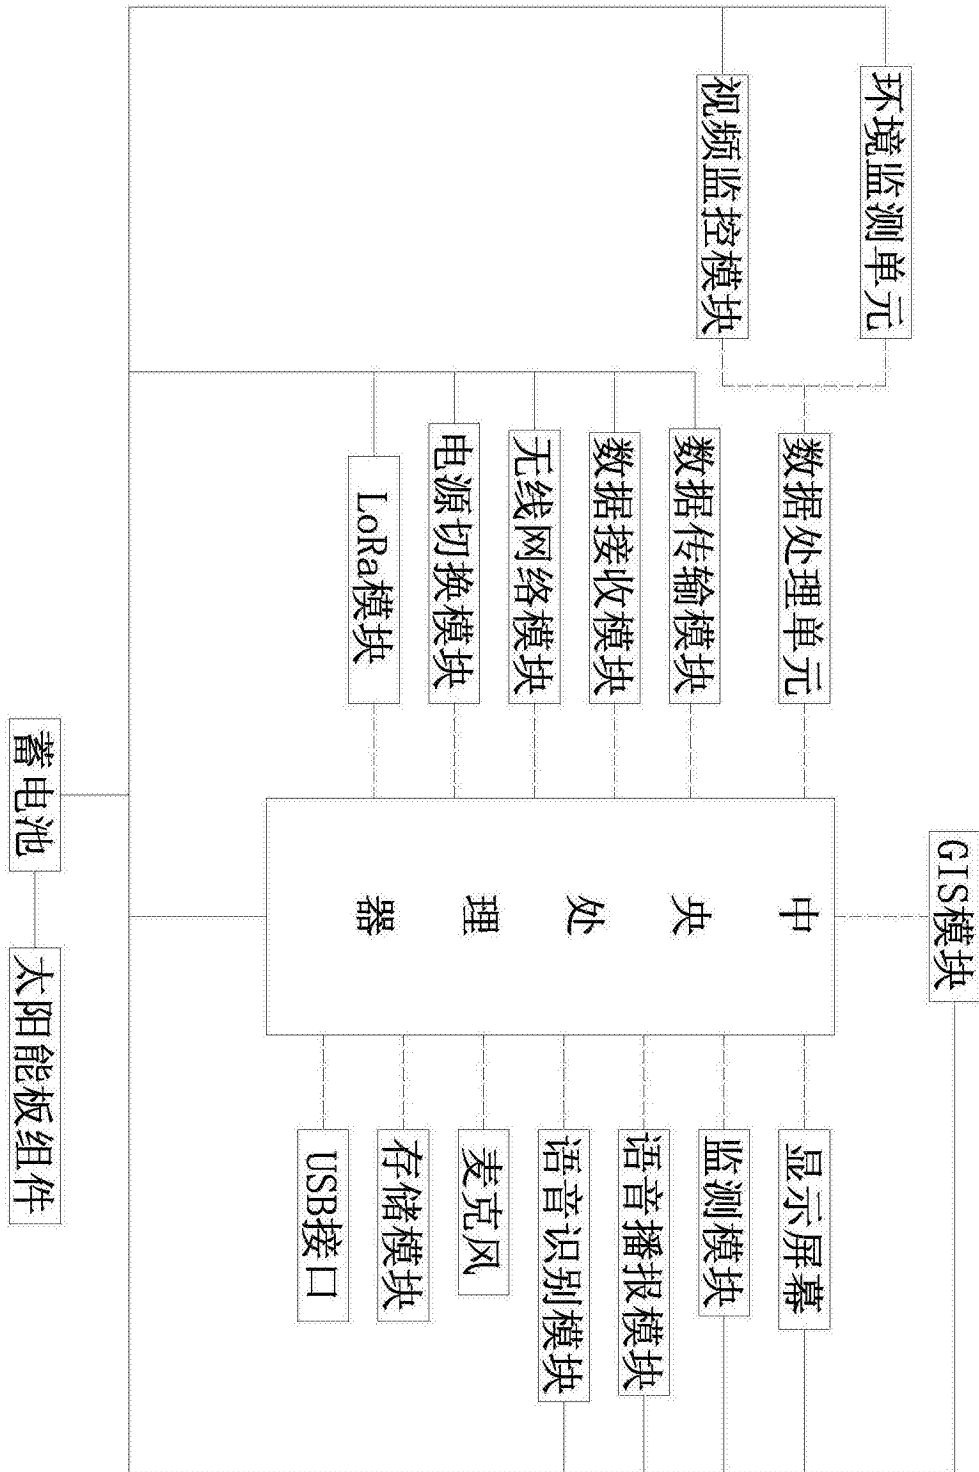 GIS模块
环境监测单元
视频监控模块
数据处理单元
数据传输模块
数据接收模块
无线网络模块
电源切换模块
LoRa模块
中央处理器
显示屏幕
监测模块
语音播报模块
语音识别模块
麦克风
存储模块
USB接口
蓄电池
太阳能板组件